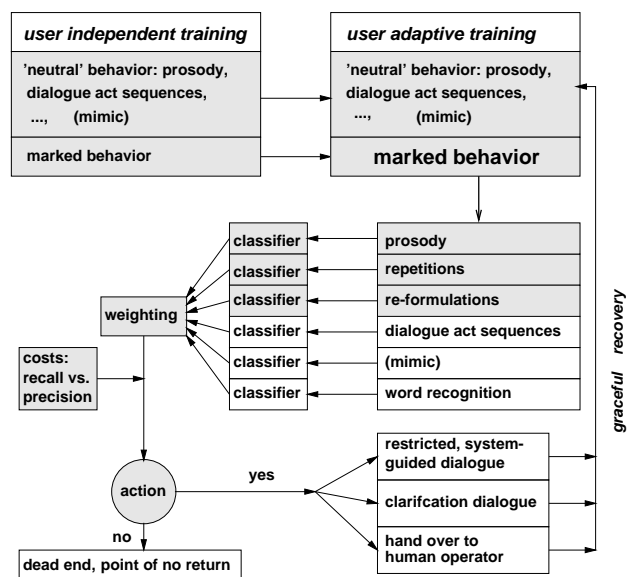 user independent training
'neutral' behavior: prosody,
dialogue act sequences,
..., (mimic)
marked behavior
user adaptive training
'neutral' behavior: prosody,
dialogue act sequences,
..., (mimic)
marked behavior
classifier
prosody
classifier
repetitions
classifier
re-formulations
classifier
dialogue act sequences
classifier
(mimic)
classifier
word recognition
weighting
costs:
recall vs.
precision
action
yes
no
dead end, point of no return
restricted, system-
guided dialogue
clarifcation dialogue
hand over to
human operator
graceful recovery